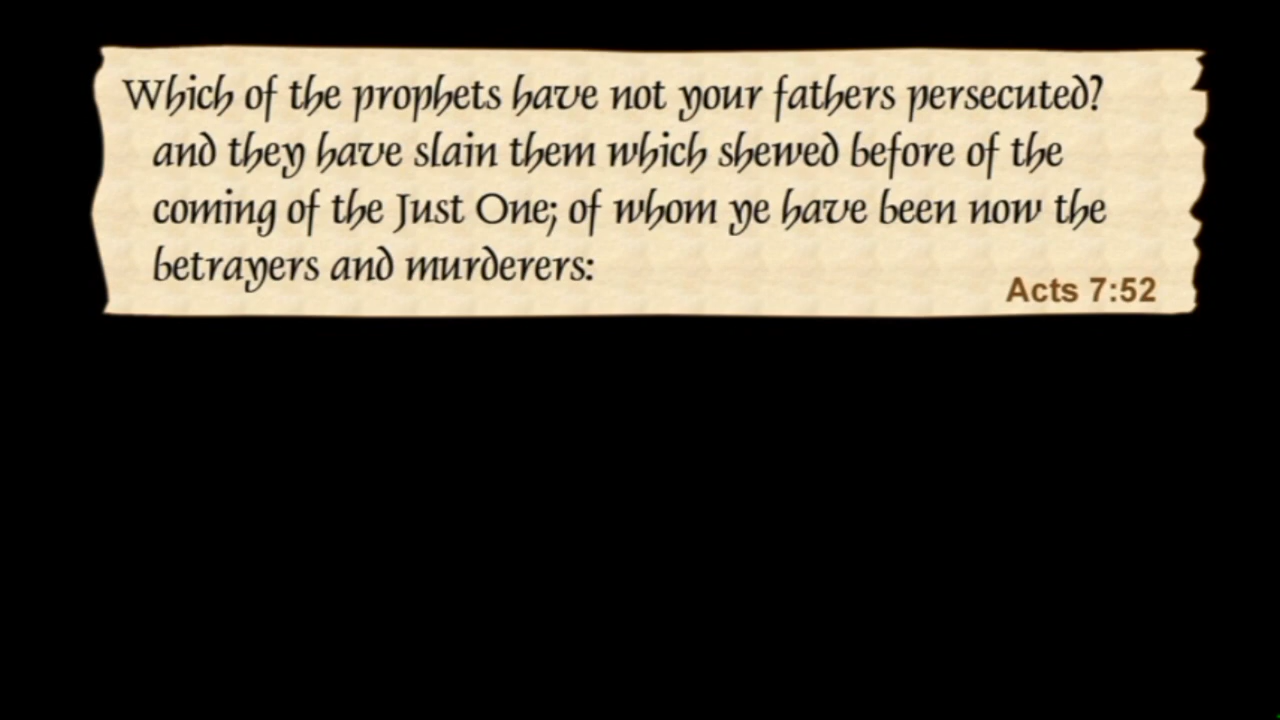 Which of the prophets have not your fathers persecuted?
and they have slain them which shewed before of the
coming of the Just One; of whom ye have been now the
betrayers and murderers:
Acts 7:52